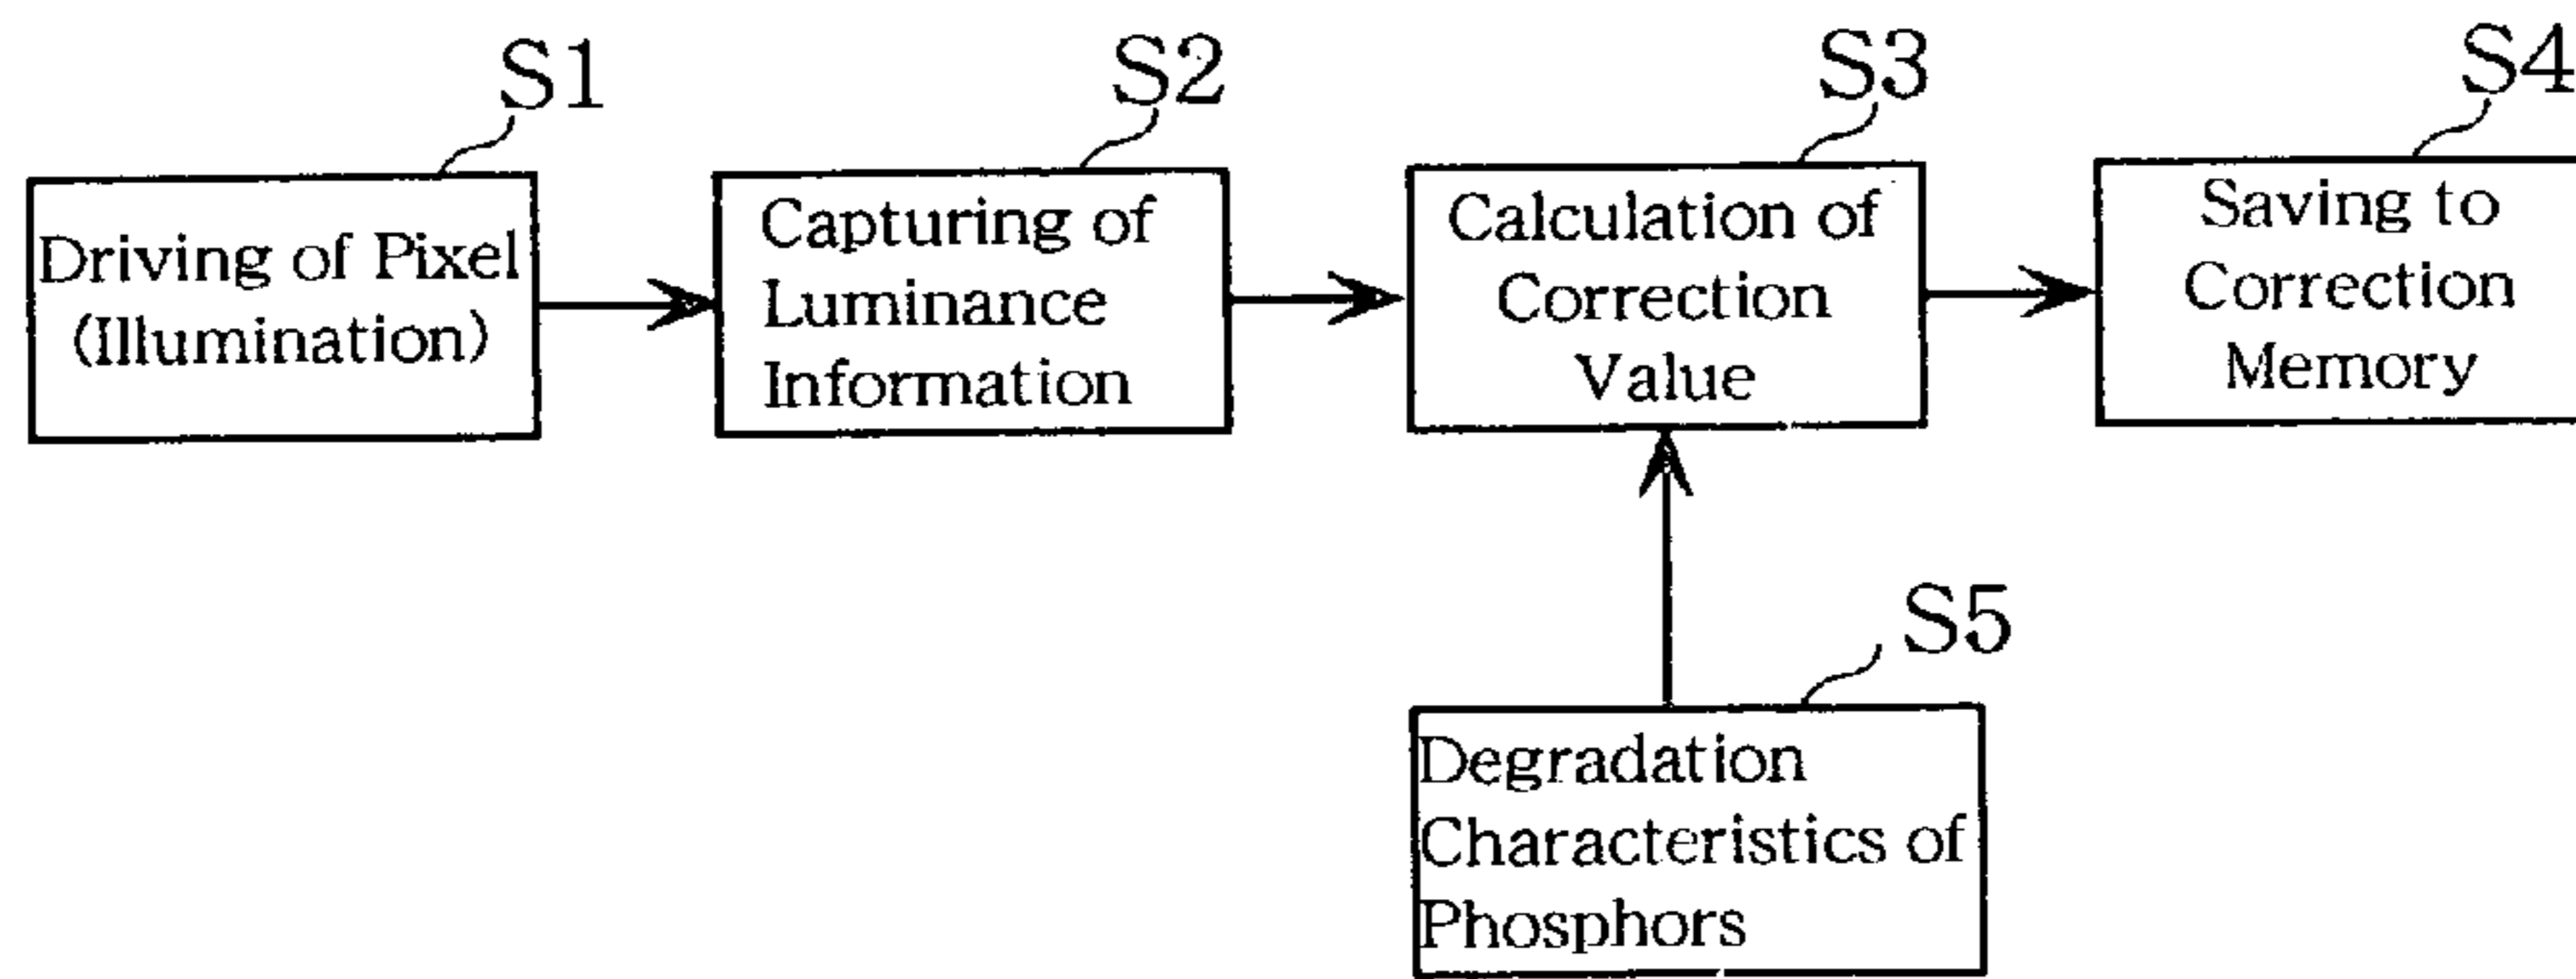 S1
S2
S3
S4
Driving of Pixel
(Illumination)
Capturing of
Luminance
Information
Calculation of
Correction
Value
Saving to
Correction
Memory
S5
Degradation
Characteristics of
Phosphors